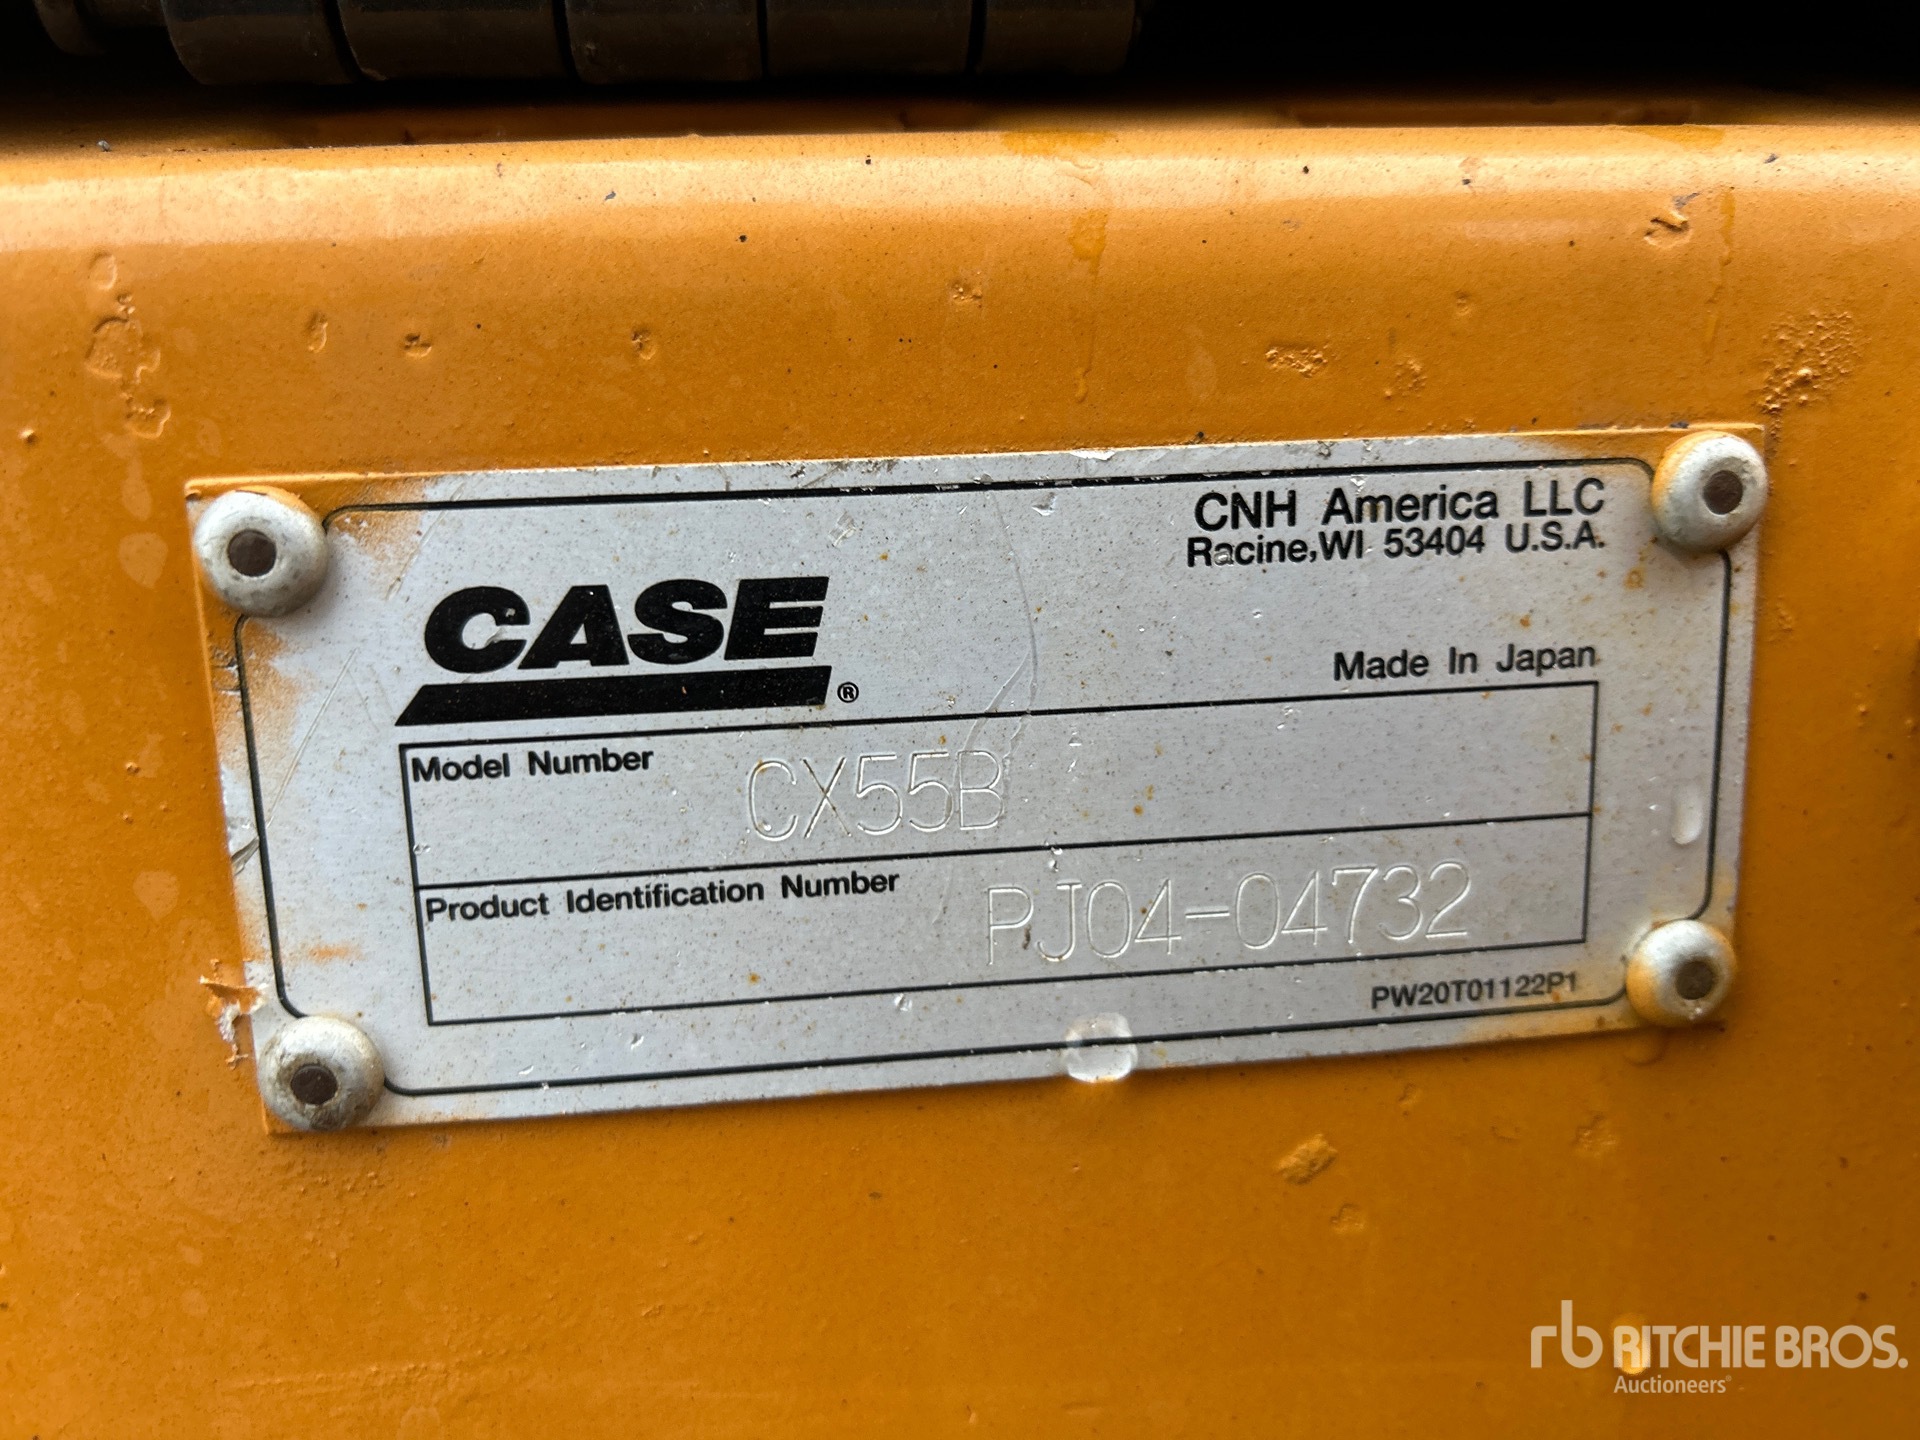 CNH America LLC
Racine, WI 53404 U.S.A.
CASE®
Made In Japan
Model Number CX55B
Product Identification Number PJ04-04732
PW20T01122P1
rb RITCHIE BROS.
Auctioneers